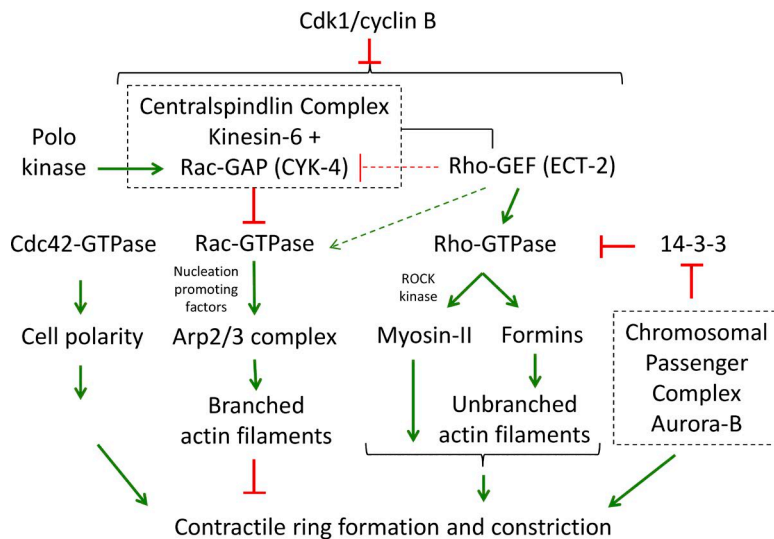 Cdk1/cyclin B
Centralspindlin Complex
Kinesin-6 +
Rac-GAP (CYK-4)
Polo
kinase
Rho-GEF (ECT-2)
Cdc42-GTPase
Rac-GTPase
Rho-GTPase
14-3-3
Nucleation
promoting
factors
ROCK
kinase
Cell polarity
Arp2/3 complex
Myosin-II
Formins
Chromosomal
Passenger
Complex
Aurora-B
Branched
actin filaments
Unbranched
actin filaments
Contractile ring formation and constriction